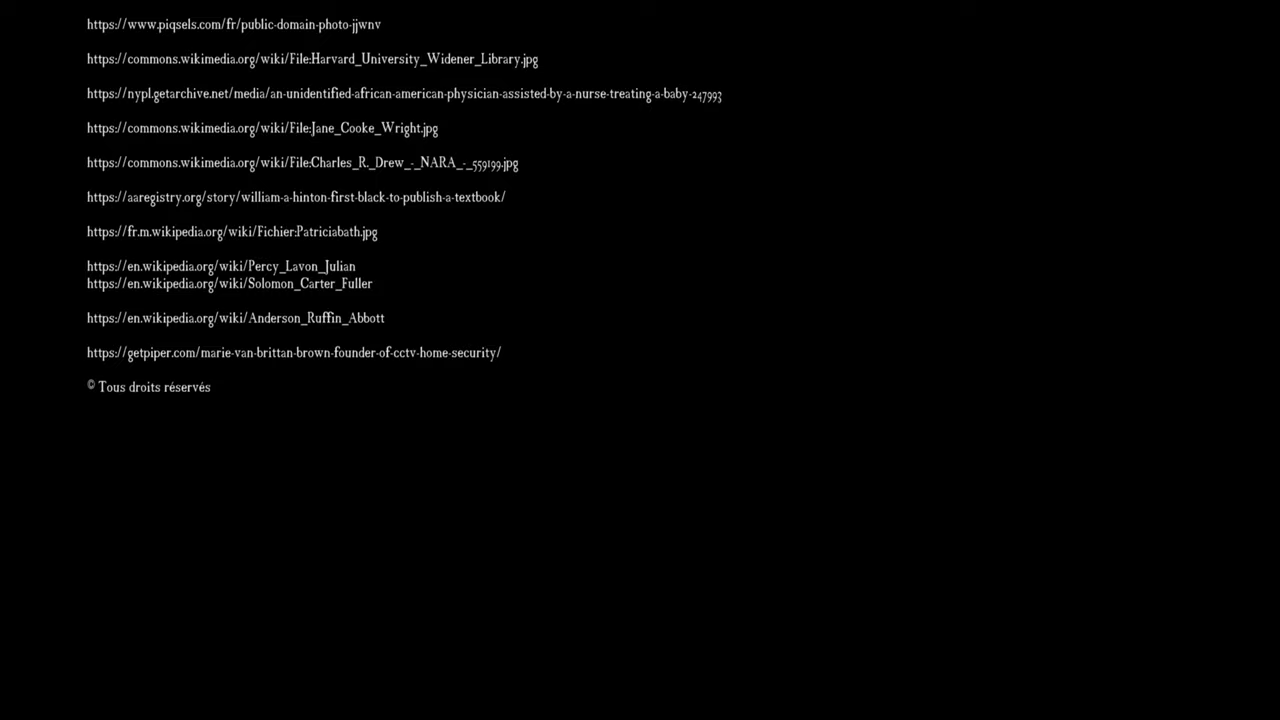 https://www.piqsels.com/fr/public-domain-photo-jjwnv
https://commons.wikimedia.org/wiki/File:Harvard_University_Widener_Library.jpg
https://nypl.getarchive.net/media/an-unidentified-african-american-physician-assisted-by-a-nurse-treating-a-baby-247993
https://commons.wikimedia.org/wiki/File:Jane_Cooke_Wright.jpg
https://commons.wikimedia.org/wiki/File:Charles_R._Drew_-_NARA_-_559199.jpg
https://aaregistry.org/story/william-a-hinton-first-black-to-publish-a-textbook/
https://fr.m.wikipedia.org/wiki/Fichier:Patriciabath.jpg
https://en.wikipedia.org/wiki/Percy_Lavon_Julian
https://en.wikipedia.org/wiki/Solomon_Carter_Fuller
https://en.wikipedia.org/wiki/Anderson_Ruffin_Abbott
https://getpiper.com/marie-van-brittan-brown-founder-of-cctv-home-security/
© Tous droits réservés